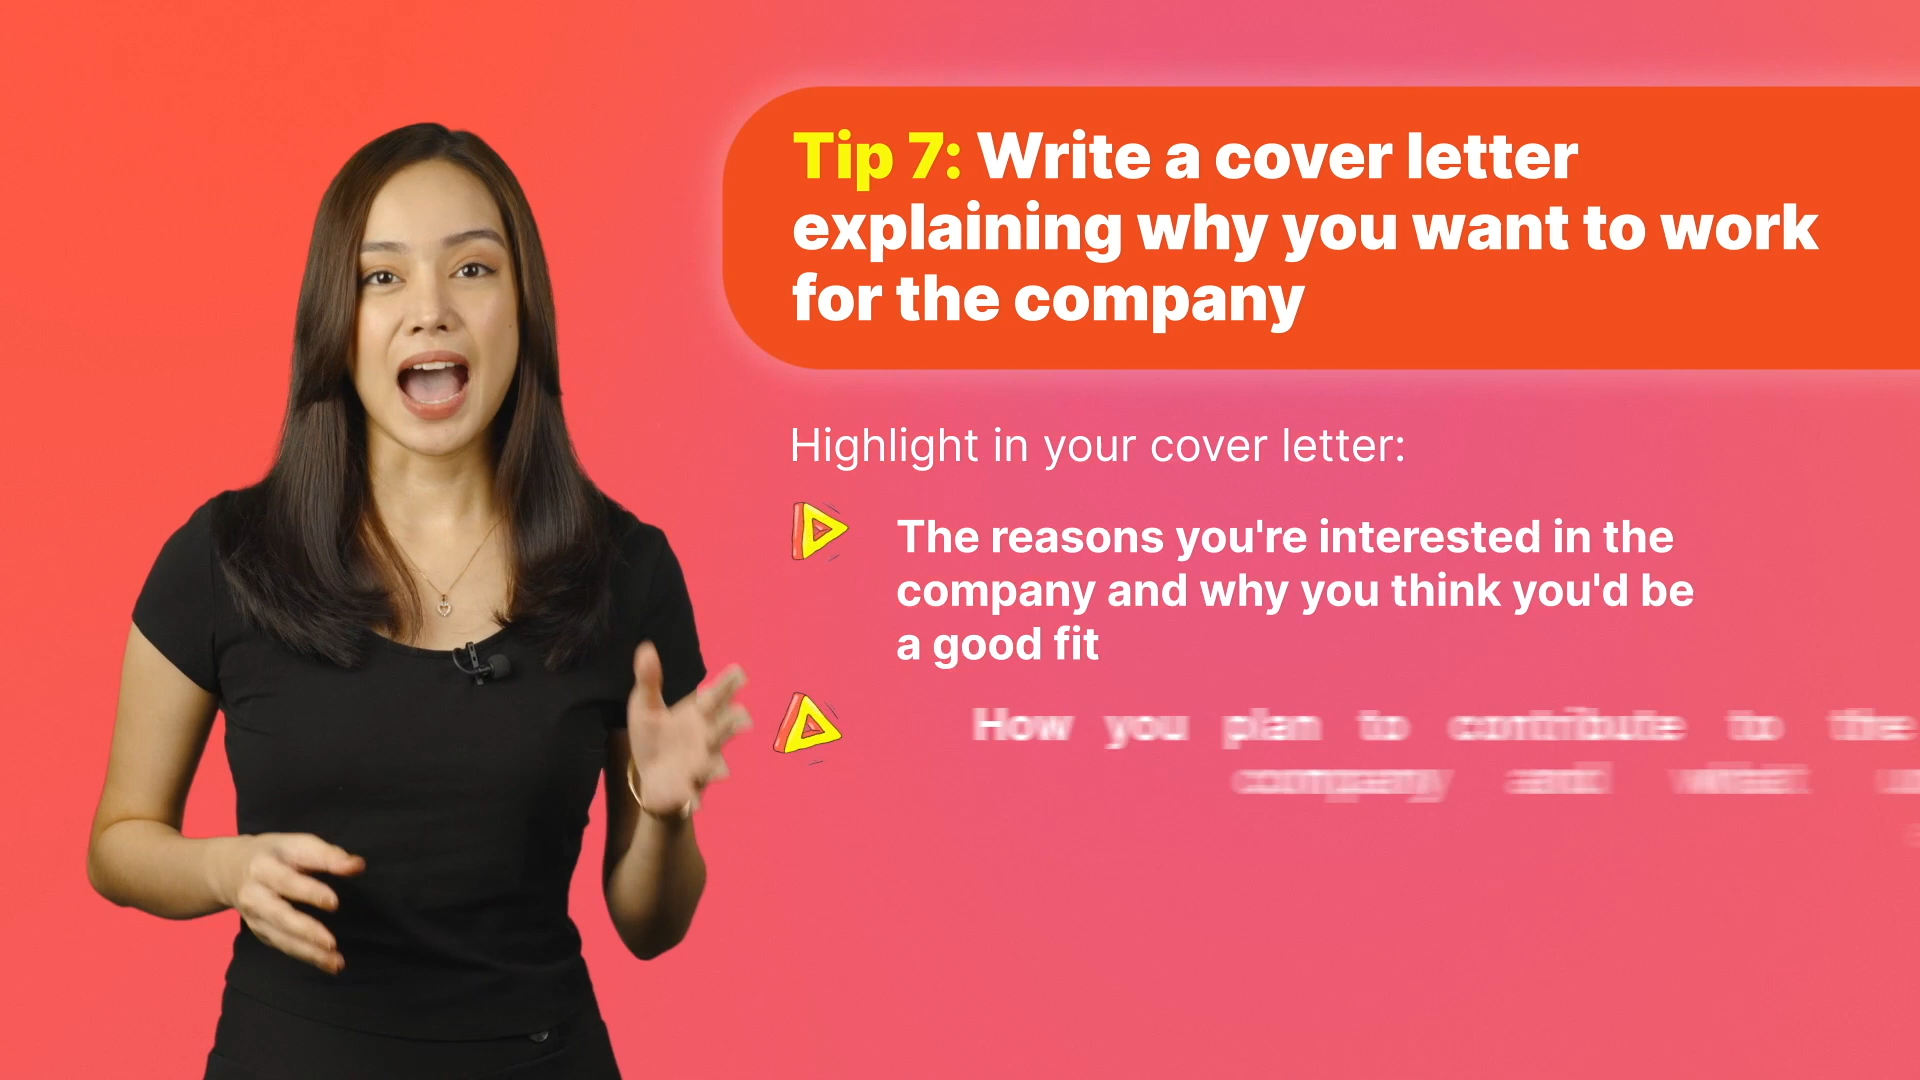 Tip 7: Write a cover letter
explaining why you want to work
for the company
Highlight in your cover letter:
The reasons you're interested in the
company and why you think you'd be
a good fit
How you plan to contribute to the
company and what